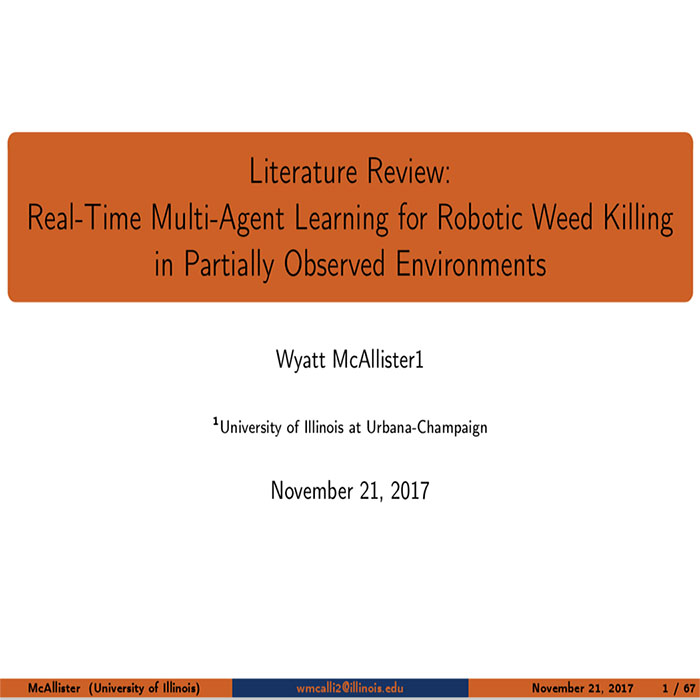 Literature Review:
Real-Time Multi-Agent Learning for Robotic Weed Killing
in Partially Observed Environments
Wyatt McAllister1
¹University of Illinois at Urbana-Champaign
November 21, 2017
McAllister (University of Illinois) wmcalli2@illinois.edu November 21, 2017 1 / 67